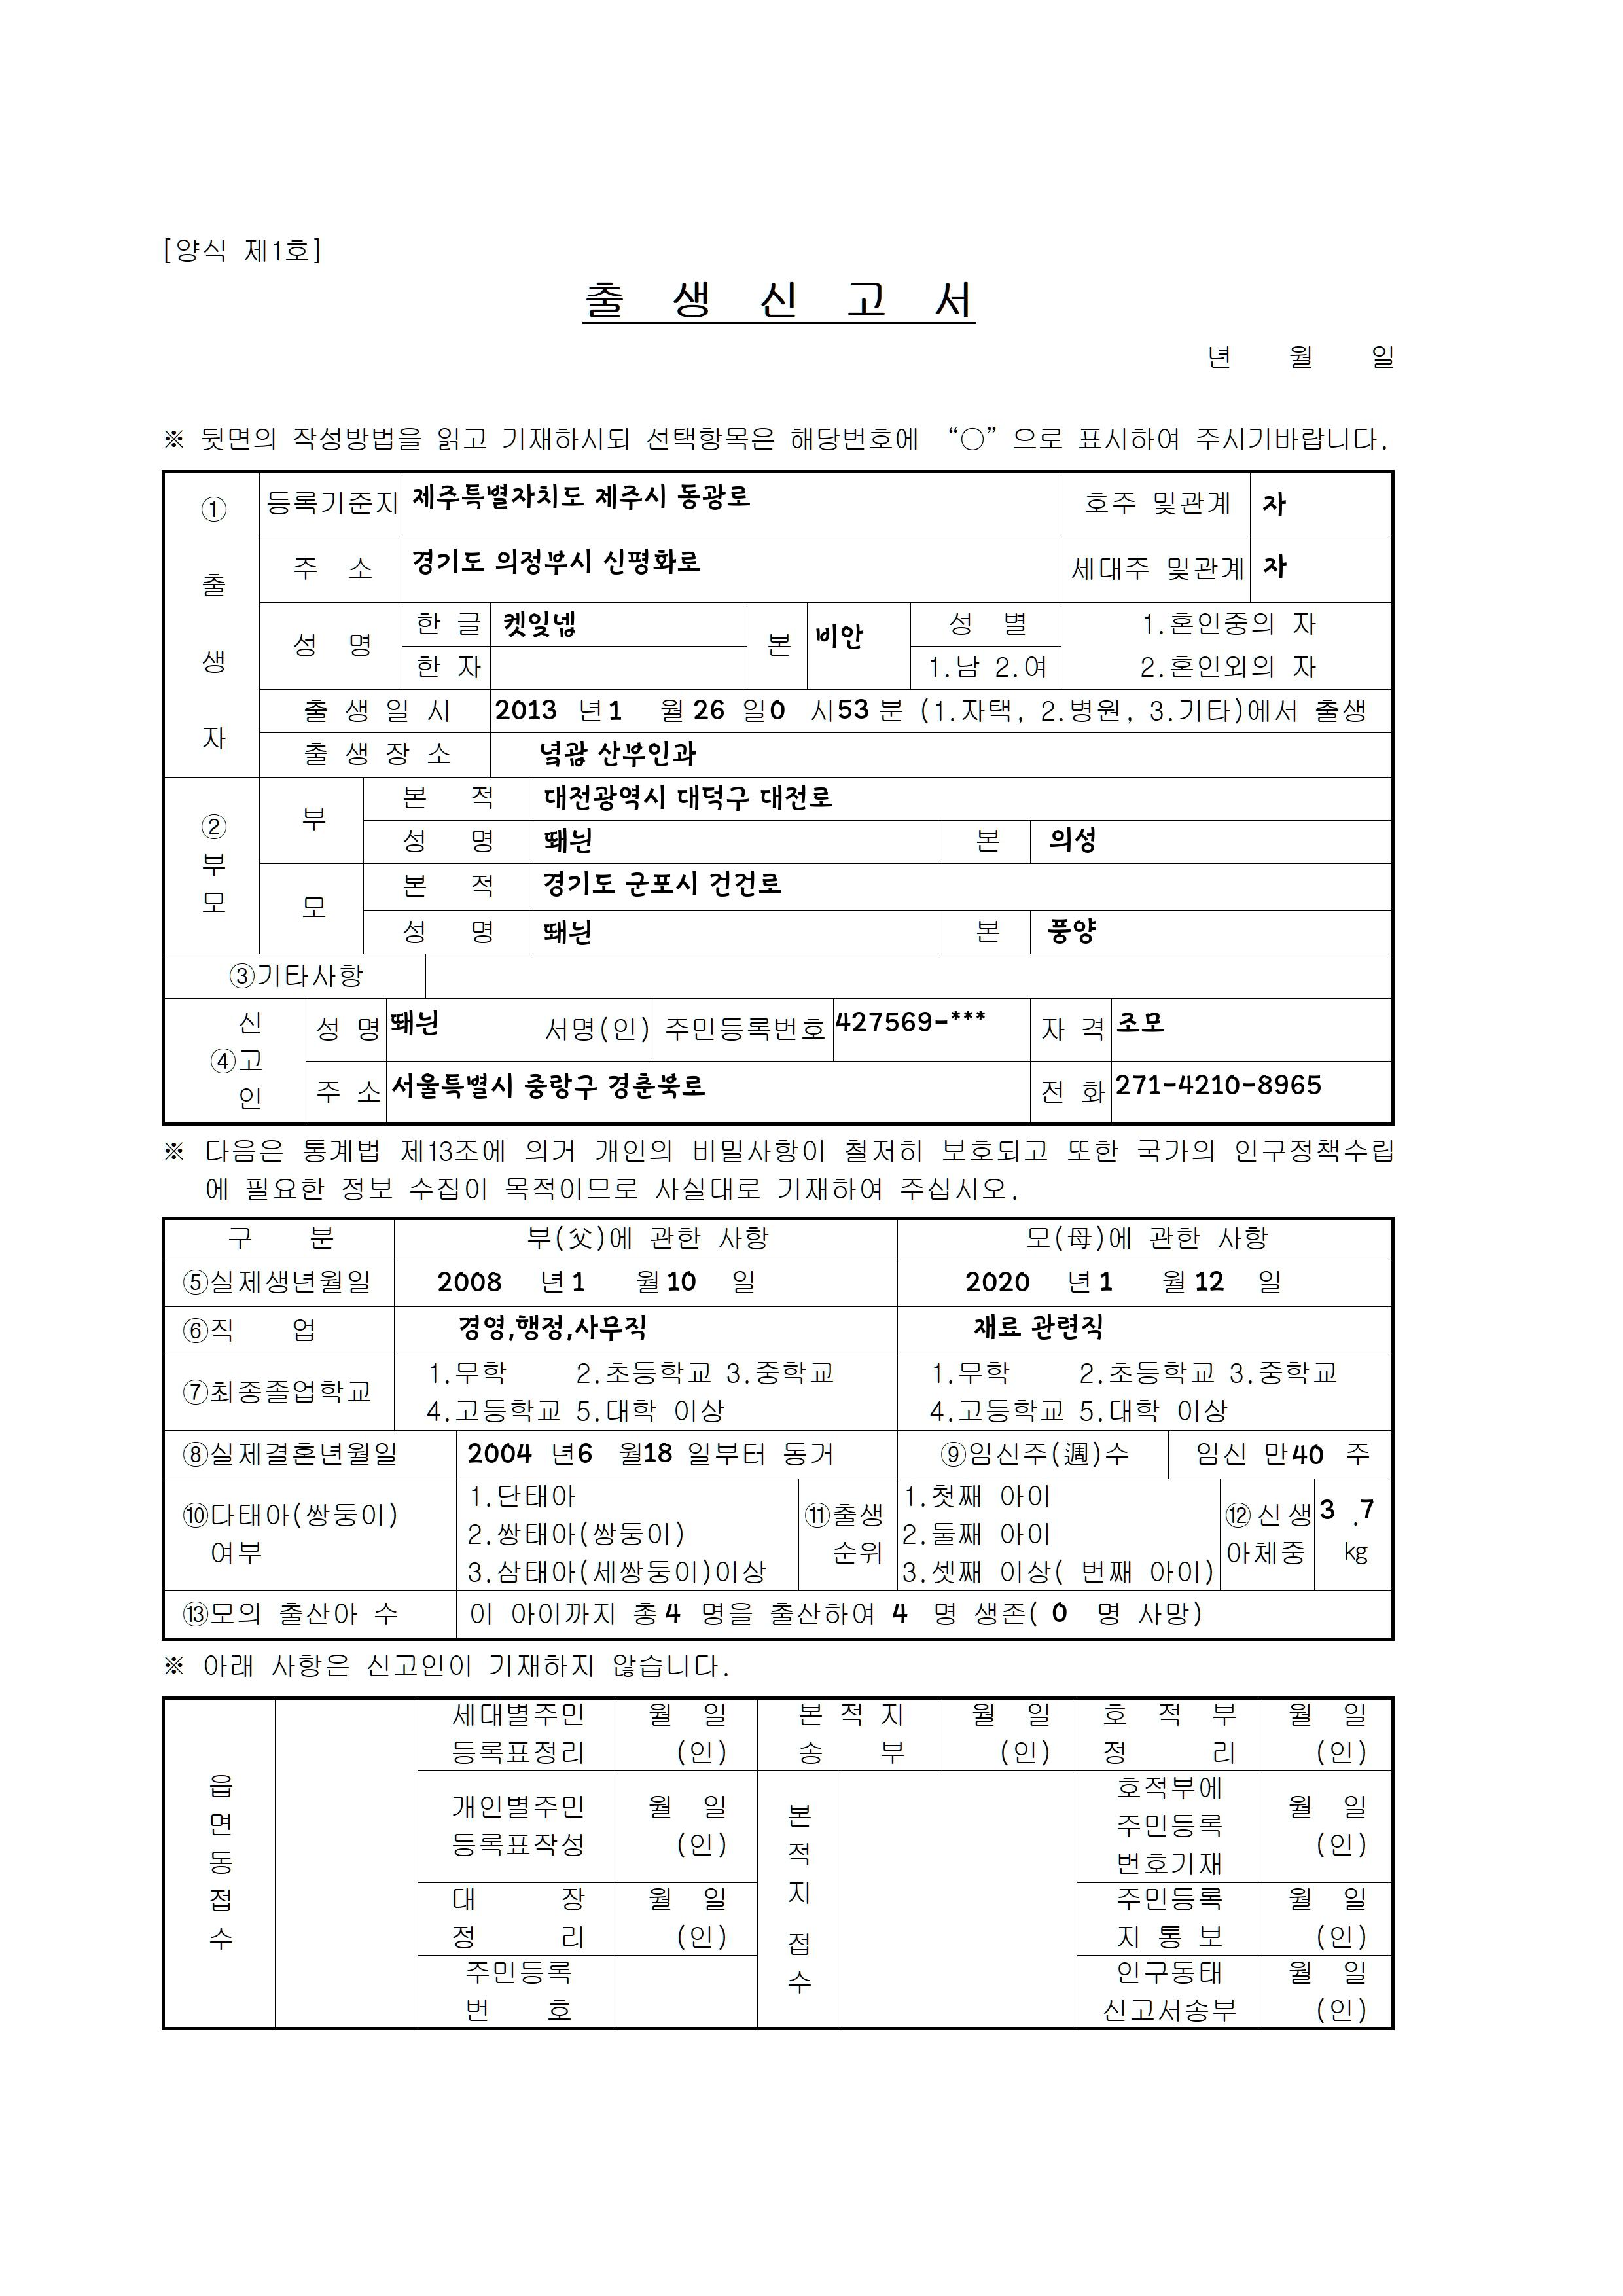 [양식 제1호]
출 생 신 고 서
년 월 일
※ 뒷면의 작성방법을 읽고 기재하시되 선택항목은 해당번호에 “○”으로 표시하여 주시기바랍니다.
① 출 생 자
등록기준지 제주특별자치도 제주시 동광로 호주 및관계 자
주 소 경기도 의정부시 신평화로 세대주 및관계 자
성 명 한 글 켓잊넵 본 비안 성 별 1.혼인중의 자
한 자 1.남 2.여 2.혼인외의 자
출 생 일 시 2013 년 1 월 26 일 0 시 53 분 (1.자택, 2.병원, 3.기타)에서 출생
출 생 장 소 산부인과
② 부 모
부 본 적 대전광역시 대덕구 대전로
성 명 뙈늰 본 의성
모 본 적 경기도 군포시 건건로
성 명 뙈늰 본 풍양
③기타사항
④ 신 고 인
성 명 뙈늰 서명(인) 주민등록번호 427569-*** 자 격 조모
주 소 서울특별시 중랑구 경춘북로 전 화 271-4210-8965
※ 다음은 통계법 제13조에 의거 개인의 비밀사항이 철저히 보호되고 또한 국가의 인구정책수립
에 필요한 정보 수집이 목적이므로 사실대로 기재하여 주십시오.
구 분 부(父)에 관한 사항 모(母)에 관한 사항
⑤실제생년월일 2008 년 1 월 10 일 2020 년 1 월 12 일
⑥직 업 경영,행정,사무직 재료 관련직
⑦최종졸업학교
1.무학 2.초등학교 3.중학교 1.무학 2.초등학교 3.중학교
4.고등학교 5.대학 이상 4.고등학교 5.대학 이상
⑧실제결혼년월일 2004 년 6 월 18 일부터 동거 ⑨임신주(週)수 임신 만 40 주
⑩다태아(쌍둥이) 여부
1.단태아
2.쌍태아(쌍둥이)
3.삼태아(세쌍둥이)이상
⑪출생 순위
1.첫째 아이
2.둘째 아이
3.셋째 이상( 번째 아이)
⑫신생 아체중
3 .7
kg
⑬모의 출산아 수 이 아이까지 총 4 명을 출산하여 4 명 생존( 0 명 사망)
※ 아래 사항은 신고인이 기재하지 않습니다.
읍 면 동 접 수
세대별주민 월 일 본 적 지 월 일 호 적 부 월 일
등록표정리 (인) 송 부 (인) 정 리 (인)
개인별주민 월 일
등록표작성 (인)
대 장 월 일
정 리 (인)
주민등록
번 호
본 적 지 접 수
호적부에
주민등록 월 일
번호기재 (인)
주민등록 월 일
지 통 보 (인)
인구동태 월 일
신고서송부 (인)